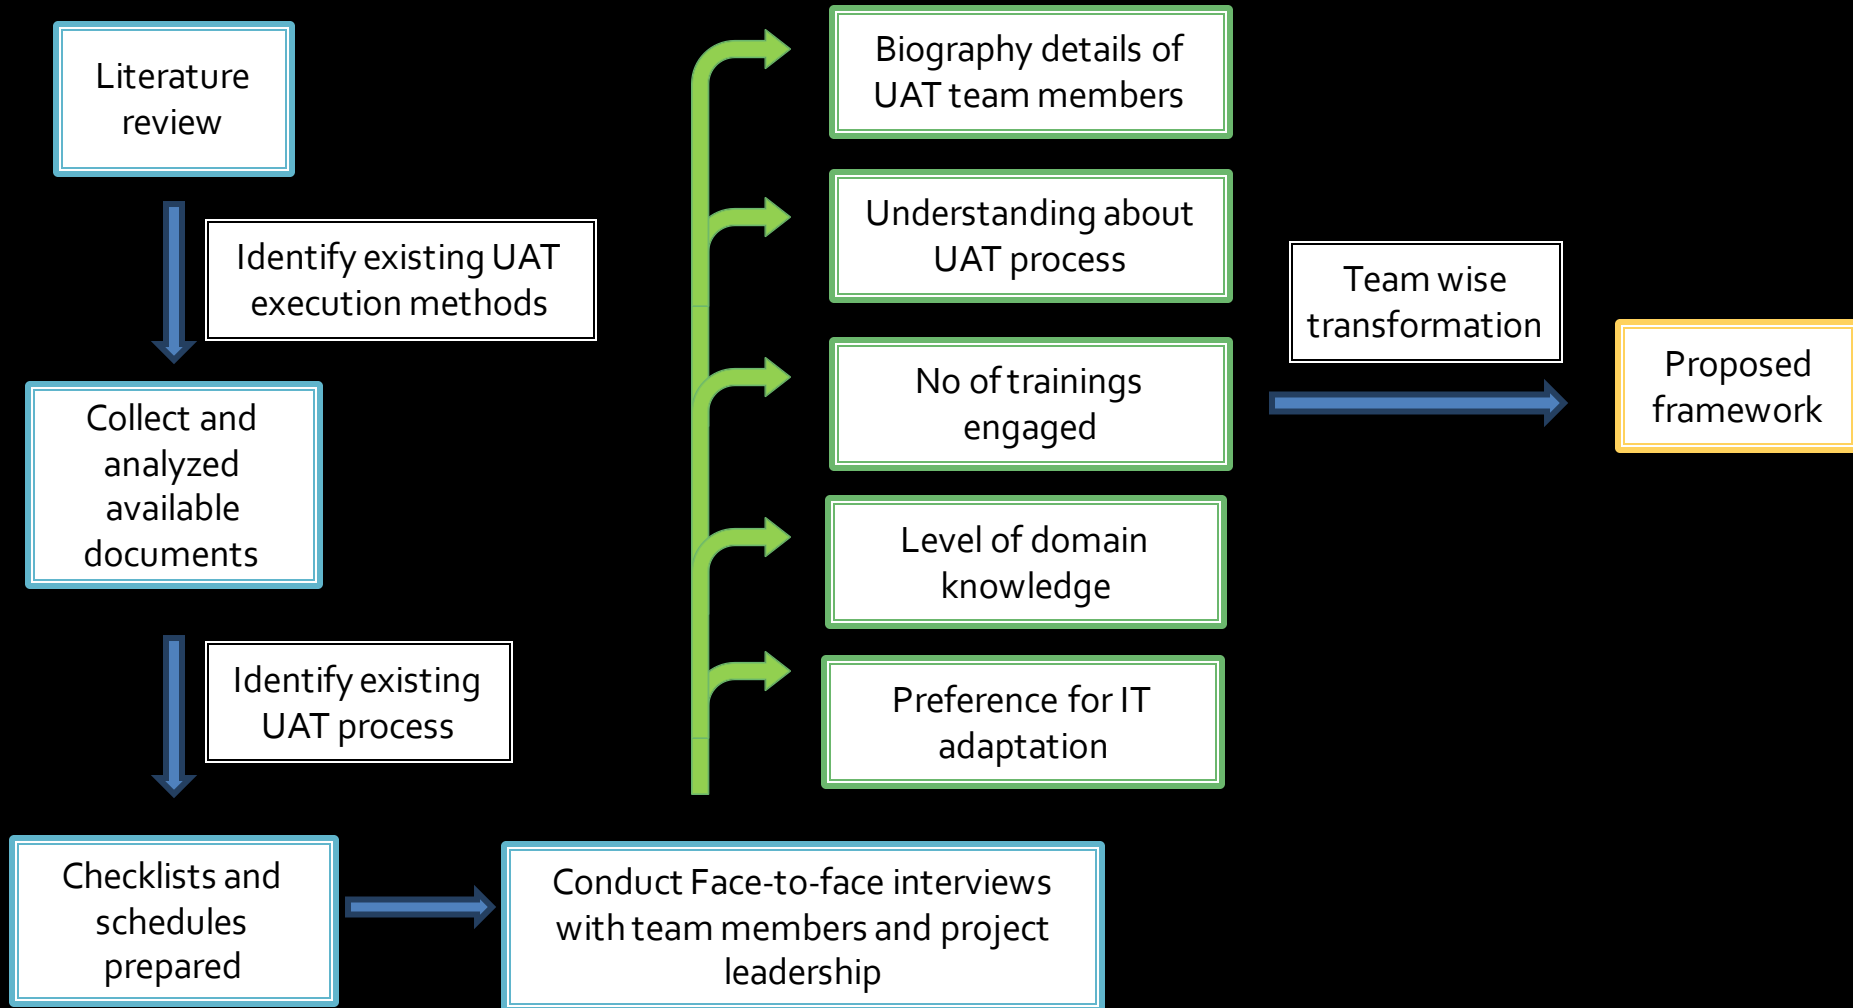 Literature
review
Identify existing UAT
execution methods
Collect and
analyzed
available
documents
Identify existing
UAT process
Checklists and
schedules
prepared
Conduct Face-to-face interviews
with team members and project
leadership
Biography details of
UAT team members
Understanding about
UAT process
No of trainings
engaged
Level of domain
knowledge
Preference for IT
adaptation
Team wise
transformation
Proposed
framework